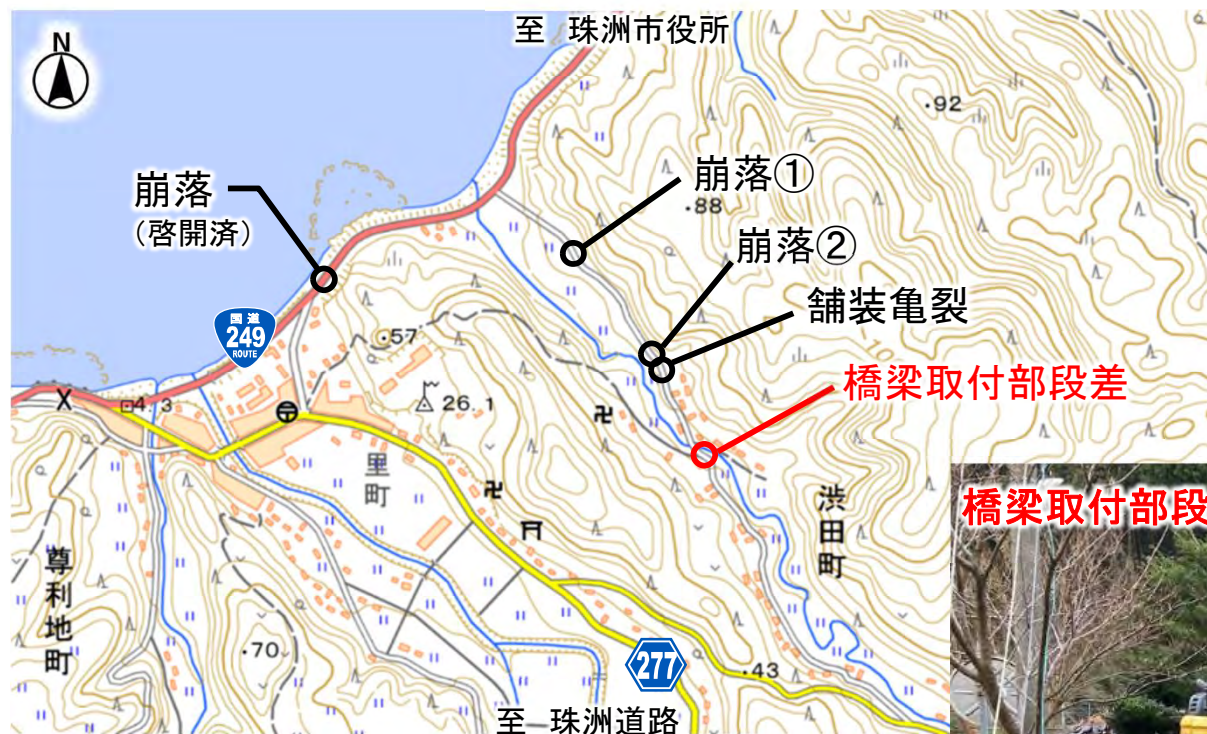 至 珠洲市役所
N
・92
崩落①
崩落
(啓開済)
・88
崩落②
舗装亀裂
国道
249
ROUTE
・57
橋梁取付部段差
4.3
26.1
里町
渋田町
橋梁取付部段
尊利地町
・70
277
・43
至 珠洲道路